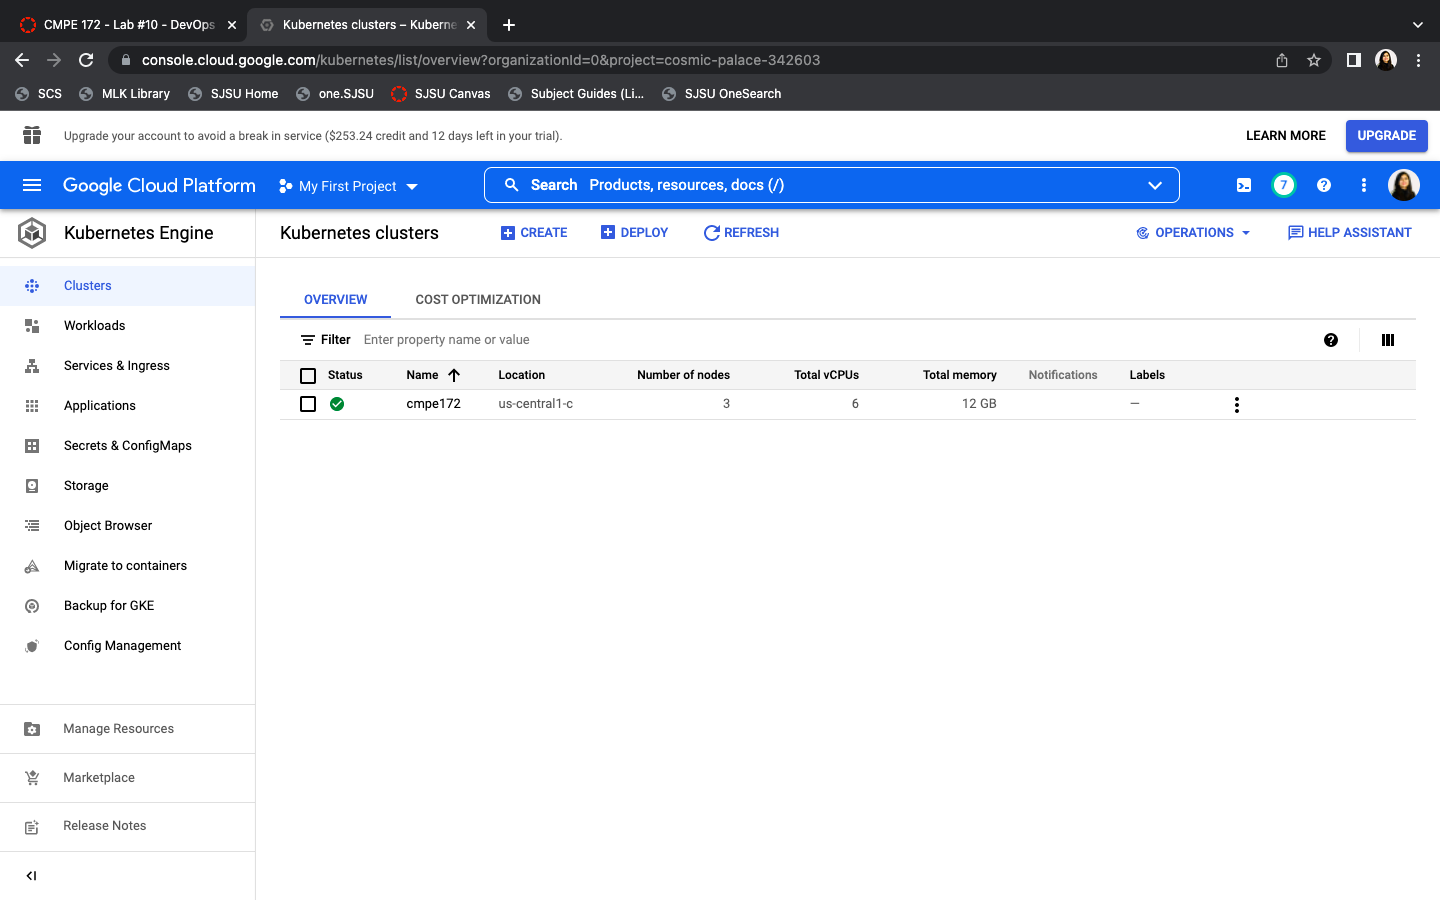 CMPE 172 - Lab #10 - DevOps
Kubernetes clusters – Kuberne
console.cloud.google.com/kubernetes/list/overview?organizationId=0&project=cosmic-palace-342603
SCS MLK Library SJSU Home one.SJSU SJSU Canvas Subject Guides (Li... SJSU OneSearch
Upgrade your account to avoid a break in service ($253.24 credit and 12 days left in your trial). LEARN MORE UPGRADE
Google Cloud Platform My First Project Search Products, resources, docs (/) 7
Kubernetes Engine
Kubernetes clusters CREATE DEPLOY REFRESH OPERATIONS HELP ASSISTANT
Clusters
Workloads
Services & Ingress
Applications
Secrets & ConfigMaps
Storage
Object Browser
Migrate to containers
Backup for GKE
Config Management
Manage Resources
Marketplace
Release Notes
OVERVIEW COST OPTIMIZATION
Filter Enter property name or value
Status Name Location Number of nodes Total vCPUs Total memory Notifications Labels
cmpe172 us-central1-c 3 6 12 GB —